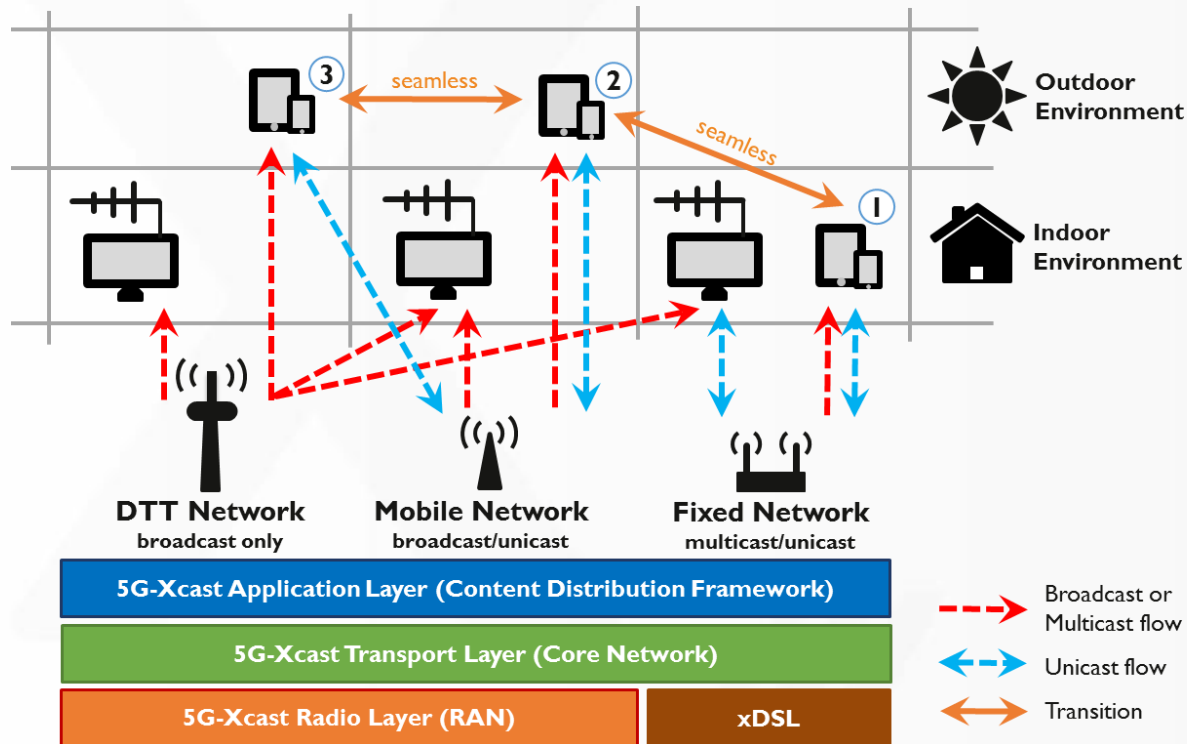 3
seamless
2
Outdoor
Environment
seamless
1
Indoor
Environment
DTT Network
broadcast only
Mobile Network
broadcast/unicast
Fixed Network
multicast/unicast
5G-Xcast Application Layer (Content Distribution Framework)
5G-Xcast Transport Layer (Core Network)
5G-Xcast Radio Layer (RAN)
xDSL
Broadcast or
Multicast flow
Unicast flow
Transition